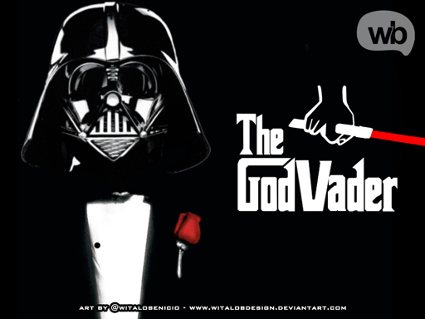 wb
The
GodVader
ART BY @WITALOBENICIO - WWW.WITALOBDESIGN.DEVIANTART.COM